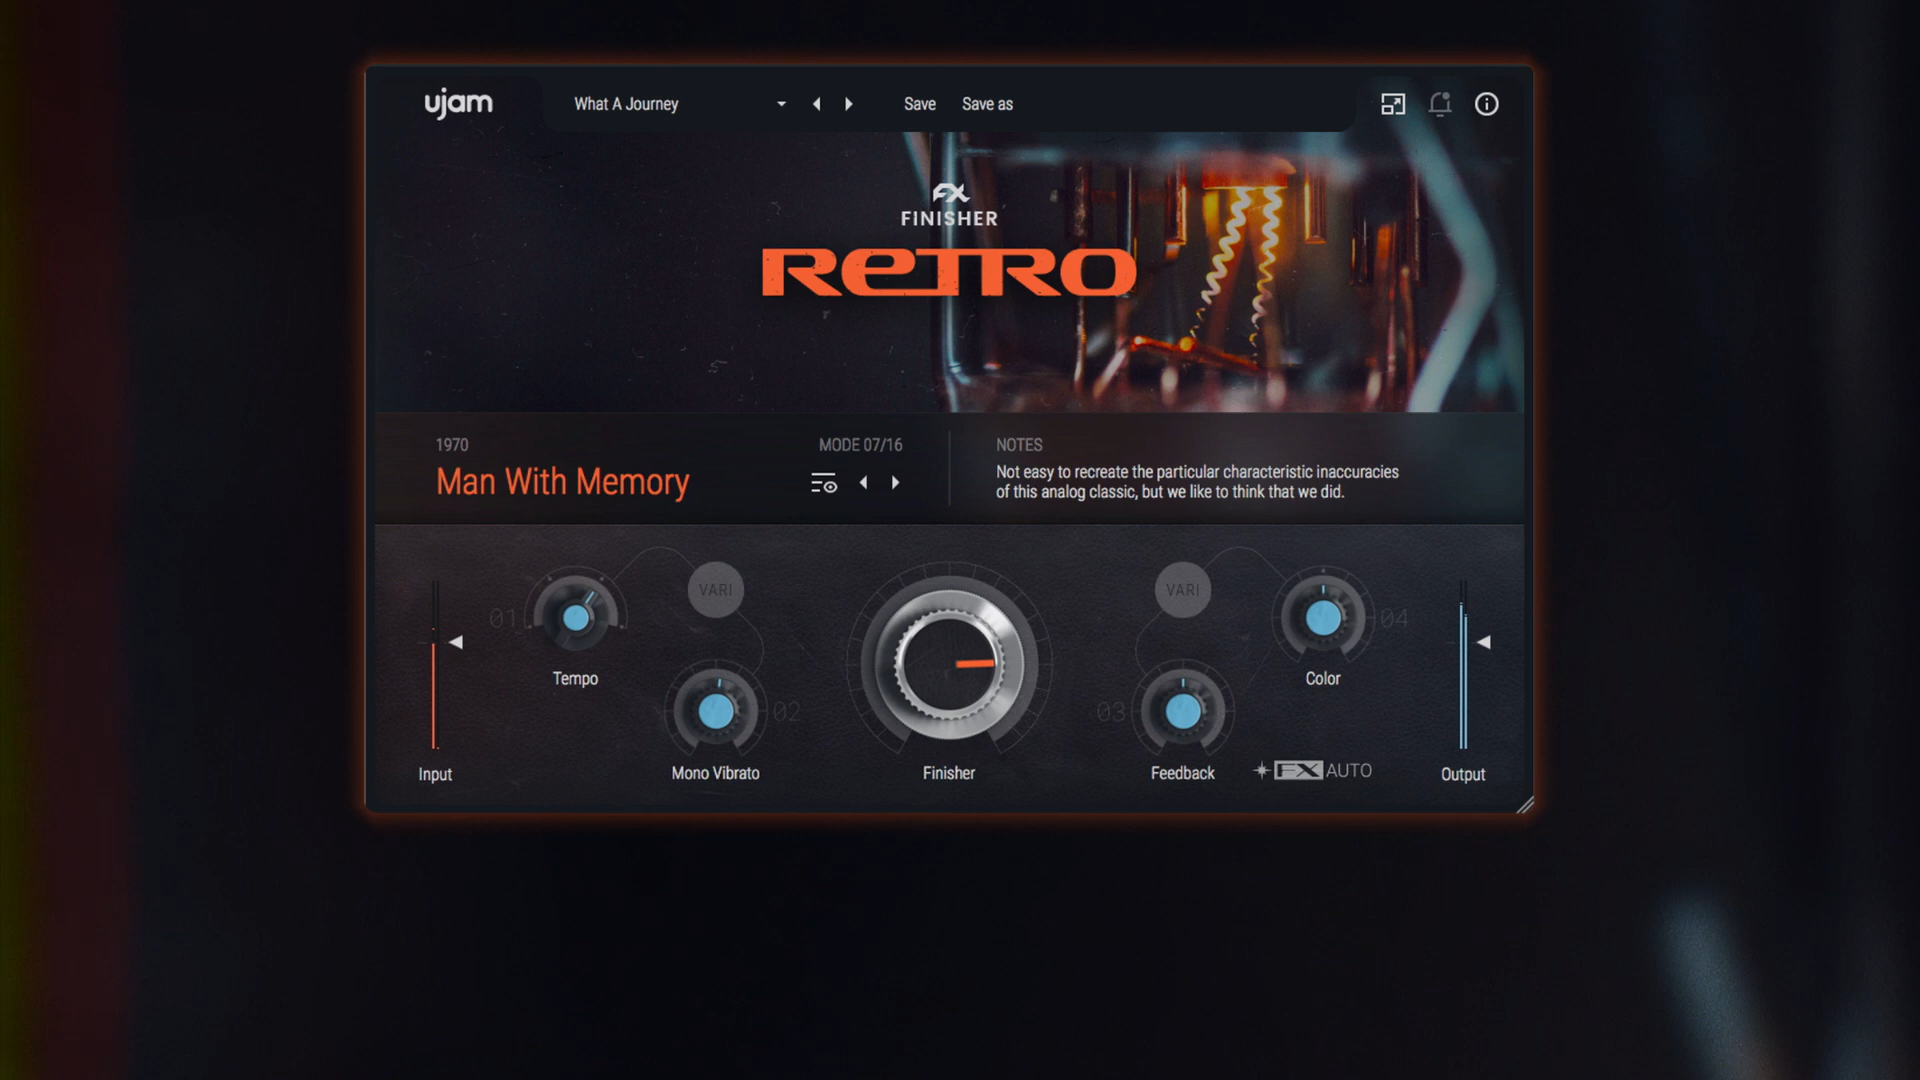 ujam
What A Journey
Save
Save as
FX
FINISHER
RETRO
1970
MODE 07/16
Man With Memory
NOTES
Not easy to recreate the particular characteristic inaccuracies
of this analog classic, but we like to think that we did.
VARI
VARI
01
04
Tempo
Color
02
03
Mono Vibrato
Finisher
Feedback
FX AUTO
Input
Output